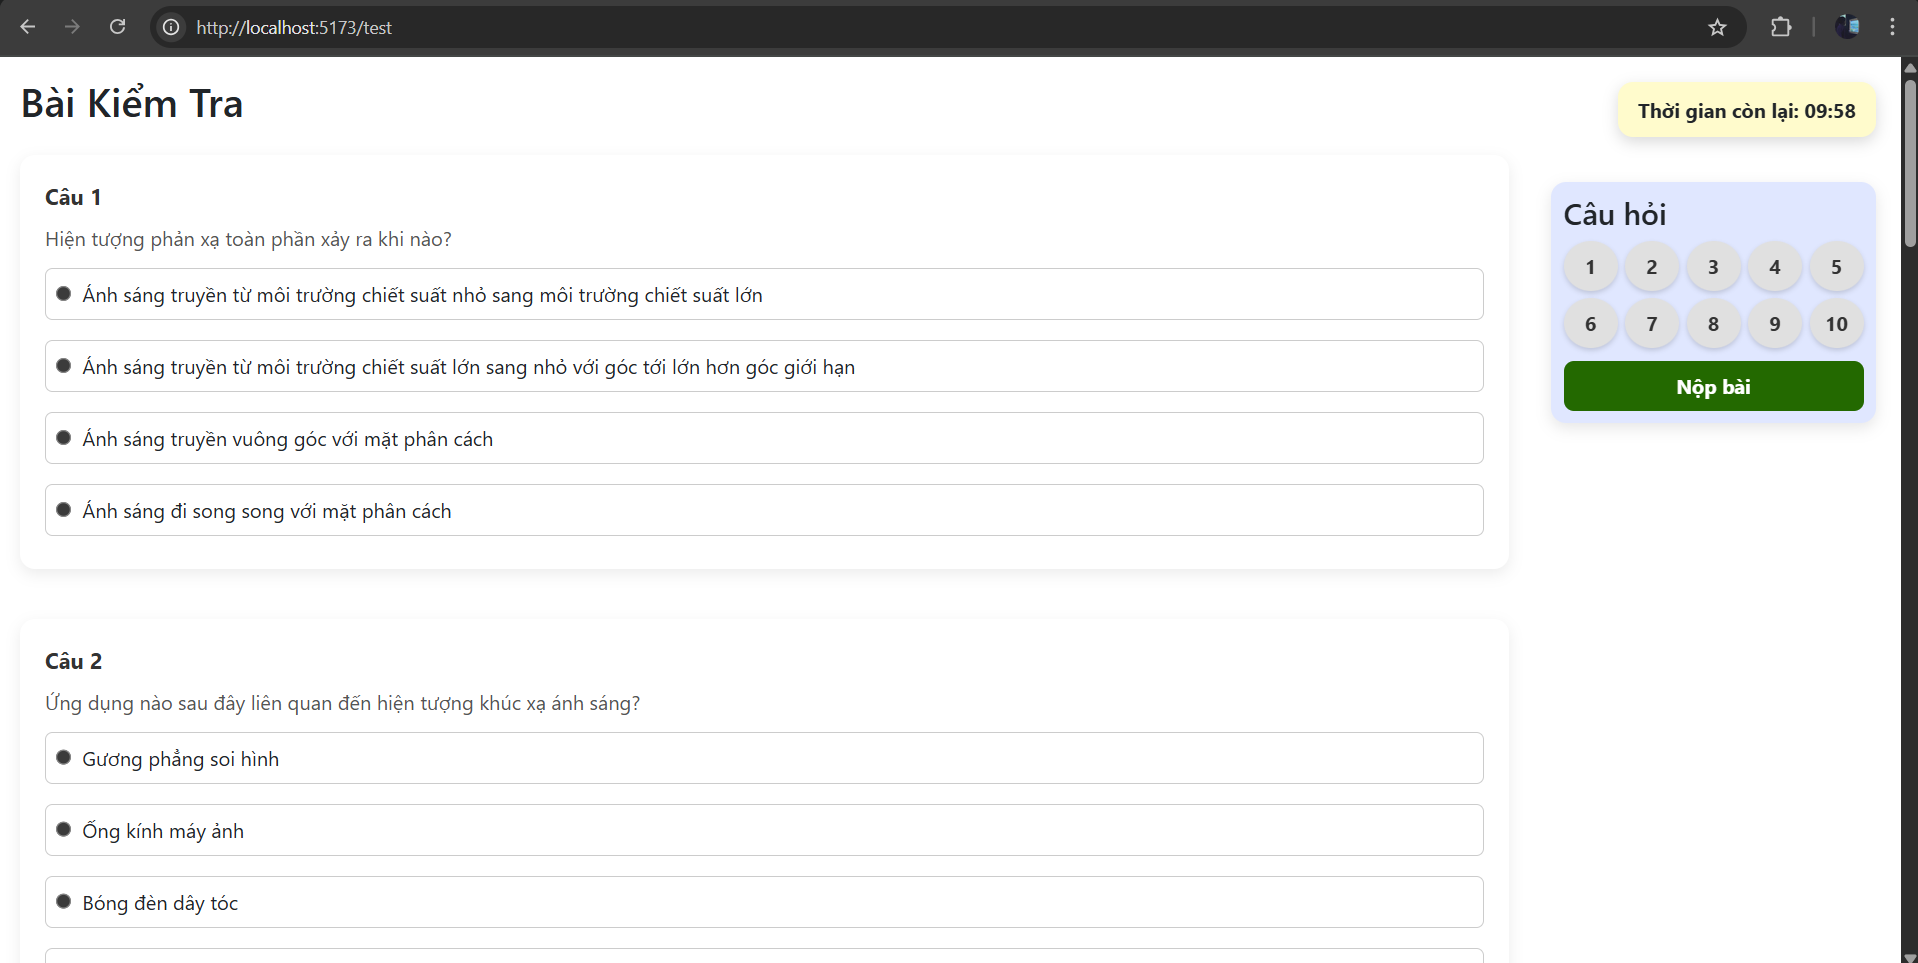 http://localhost:5173/test
Bài Kiểm Tra
Thời gian còn lại: 09:58
Câu 1
Hiện tượng phản xạ toàn phần xảy ra khi nào?
Ánh sáng truyền từ môi trường chiết suất nhỏ sang môi trường chiết suất lớn
Ánh sáng truyền từ môi trường chiết suất lớn sang nhỏ với góc tới lớn hơn góc giới hạn
Ánh sáng truyền vuông góc với mặt phân cách
Ánh sáng đi song song với mặt phân cách
Câu hỏi
1 2 3 4 5
6 7 8 9 10
Nộp bài
Câu 2
Ứng dụng nào sau đây liên quan đến hiện tượng khúc xạ ánh sáng?
Gương phẳng soi hình
Ống kính máy ảnh
Bóng đèn dây tóc